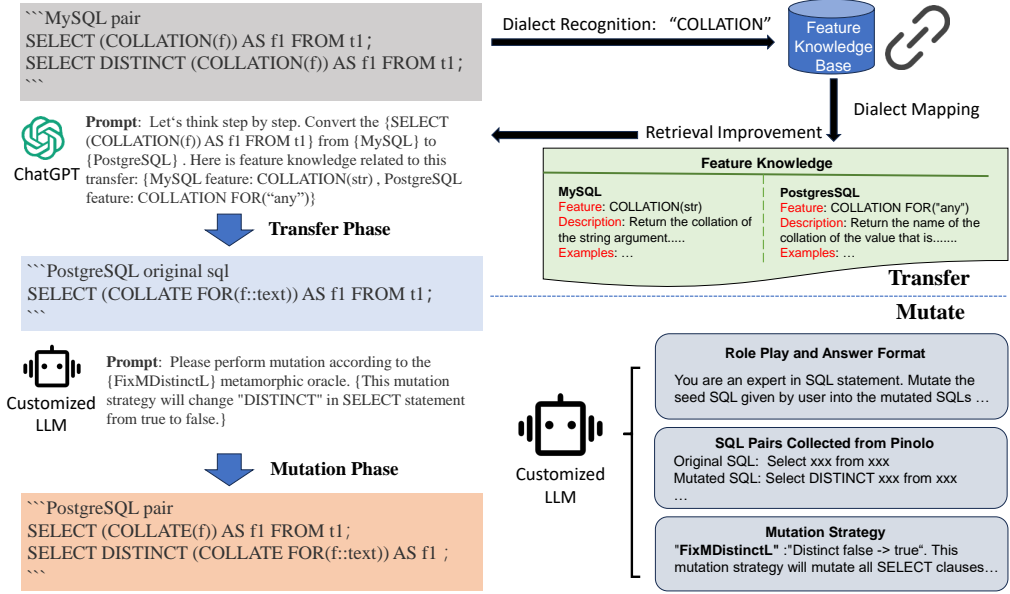 ```MySQL pair
SELECT (COLLATION(f)) AS f1 FROM t1;
SELECT DISTINCT (COLLATION(f)) AS f1 FROM t1;
```
ChatGPT
Prompt: Let's think step by step. Convert the {SELECT
(COLLATION(f)) AS f1 FROM t1} from {MySQL} to
{PostgreSQL} . Here is feature knowledge related to this
transfer: {MySQL feature: COLLATION(str) , PostgreSQL
feature: COLLATION FOR(“any”)}
Transfer Phase
```PostgreSQL original sql
SELECT (COLLATE FOR(f::text)) AS f1 FROM t1;
```
Customized
LLM
Prompt: Please perform mutation according to the
{FixMDistinctL} metamorphic oracle. {This mutation
strategy will change "DISTINCT" in SELECT statement
from true to false.}
Mutation Phase
```PostgreSQL pair
SELECT (COLLATE(f)) AS f1 FROM t1;
SELECT DISTINCT (COLLATE FOR(f::text)) AS f1 ;
```
Dialect Recognition: “COLLATION”
Feature
Knowledge
Base
Dialect Mapping
Retrieval Improvement
Feature Knowledge
MySQL
Feature: COLLATION(str)
Description: Return the collation of
the string argument.....
Examples: …
PostgresSQL
Feature: COLLATION FOR("any")
Description: Return the name of the
collation of the value that is.......
Examples: …
Transfer
Mutate
Customized
LLM
Role Play and Answer Format
You are an expert in SQL statement. Mutate the
seed SQL given by user into the mutated SQLs …
SQL Pairs Collected from Pinolo
Original SQL: Select xxx from xxx
Mutated SQL: Select DISTINCT xxx from xxx
…
Mutation Strategy
"FixMDistinctL" :"Distinct false -> true“. This
mutation strategy will mutate all SELECT clauses…